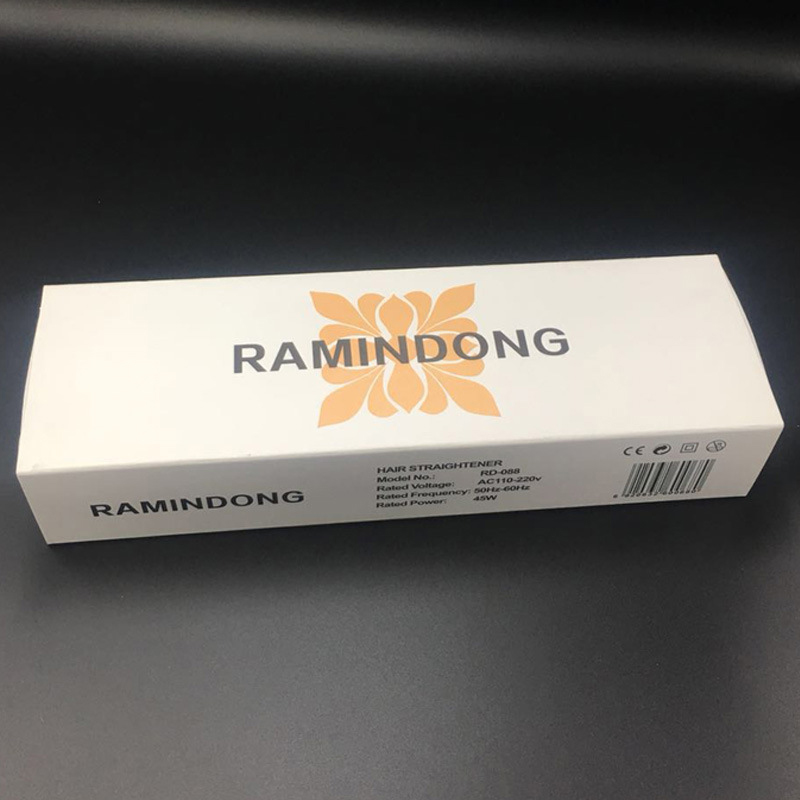 RAMINDONG
RAMINDONG
HAIR STRAIGHTENER
Model No.: RD-088
Rated Voltage: AC110-220v
Rated Frequency: 50Hz-60Hz
Rated Power: 45W
CE